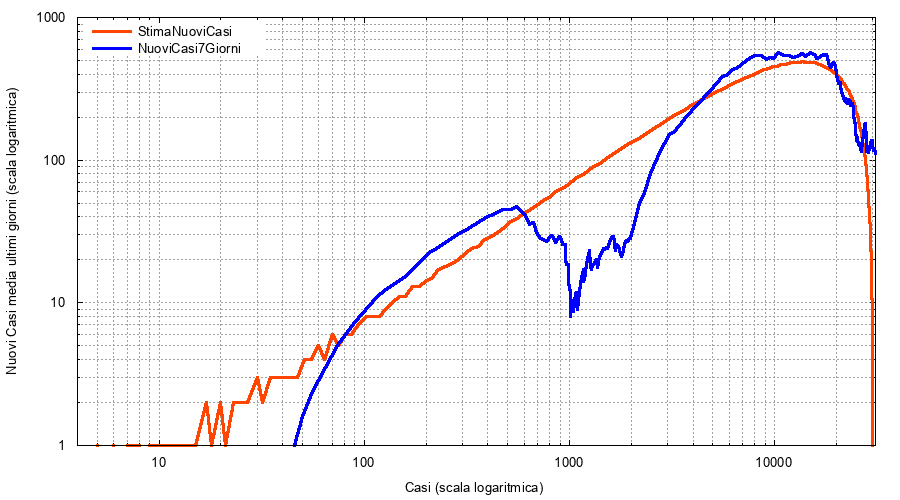 1000
StimaNuoviCasi
NuoviCasi7Giorni
100
10
1
10
100
1000
10000
Nuovi Casi media ultimi giorni (scala logaritmica)
Casi (scala logaritmica)